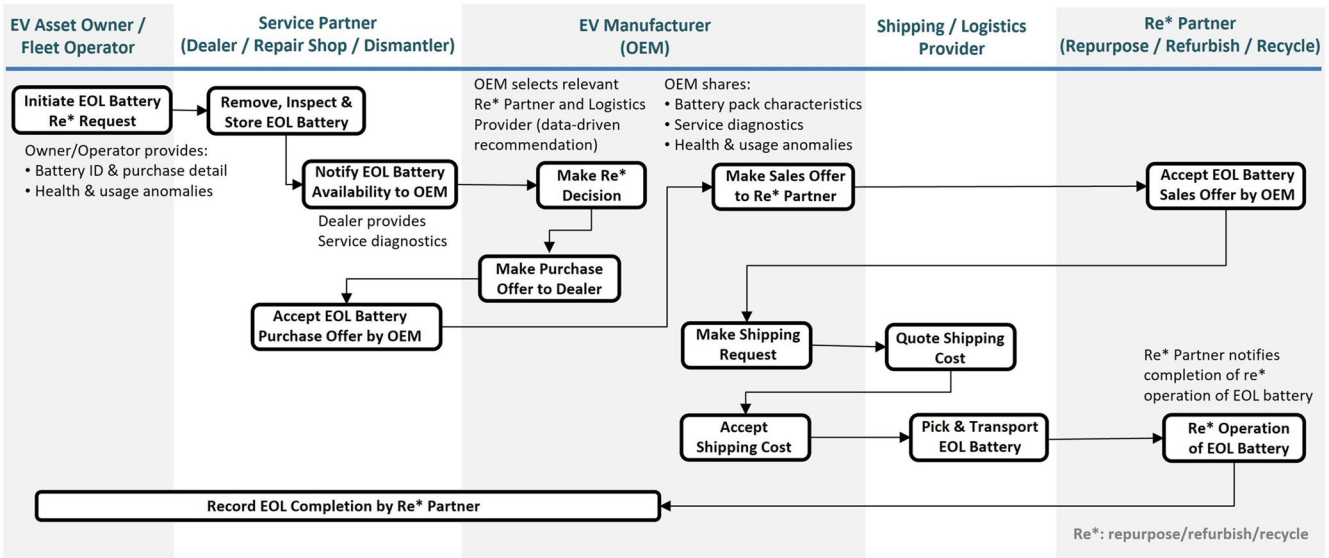 EV Asset Owner /
Fleet Operator
Service Partner
(Dealer / Repair Shop / Dismantler)
EV Manufacturer
(OEM)
Shipping / Logistics
Provider
Re* Partner
(Repurpose / Refurbish / Recycle)
Initiate EOL Battery
Re* Request
Owner/Operator provides:
• Battery ID & purchase detail
• Health & usage anomalies
Remove, Inspect &
Store EOL Battery
Notify EOL Battery
Availability to OEM
Dealer provides
Service diagnostics
OEM selects relevant
Re* Partner and Logistics
Provider (data-driven
recommendation)
Make Re*
Decision
Make Purchase
Offer to Dealer
Accept EOL Battery
Purchase Offer by OEM
OEM shares:
• Battery pack characteristics
• Service diagnostics
• Health & usage anomalies
Make Sales Offer
to Re* Partner
Accept EOL Battery
Sales Offer by OEM
Make Shipping
Request
Quote Shipping
Cost
Accept
Shipping Cost
Pick & Transport
EOL Battery
Re* Partner notifies
completion of re*
operation of EOL battery
Re* Operation
of EOL Battery
Record EOL Completion by Re* Partner
Re*: repurpose/refurbish/recycle